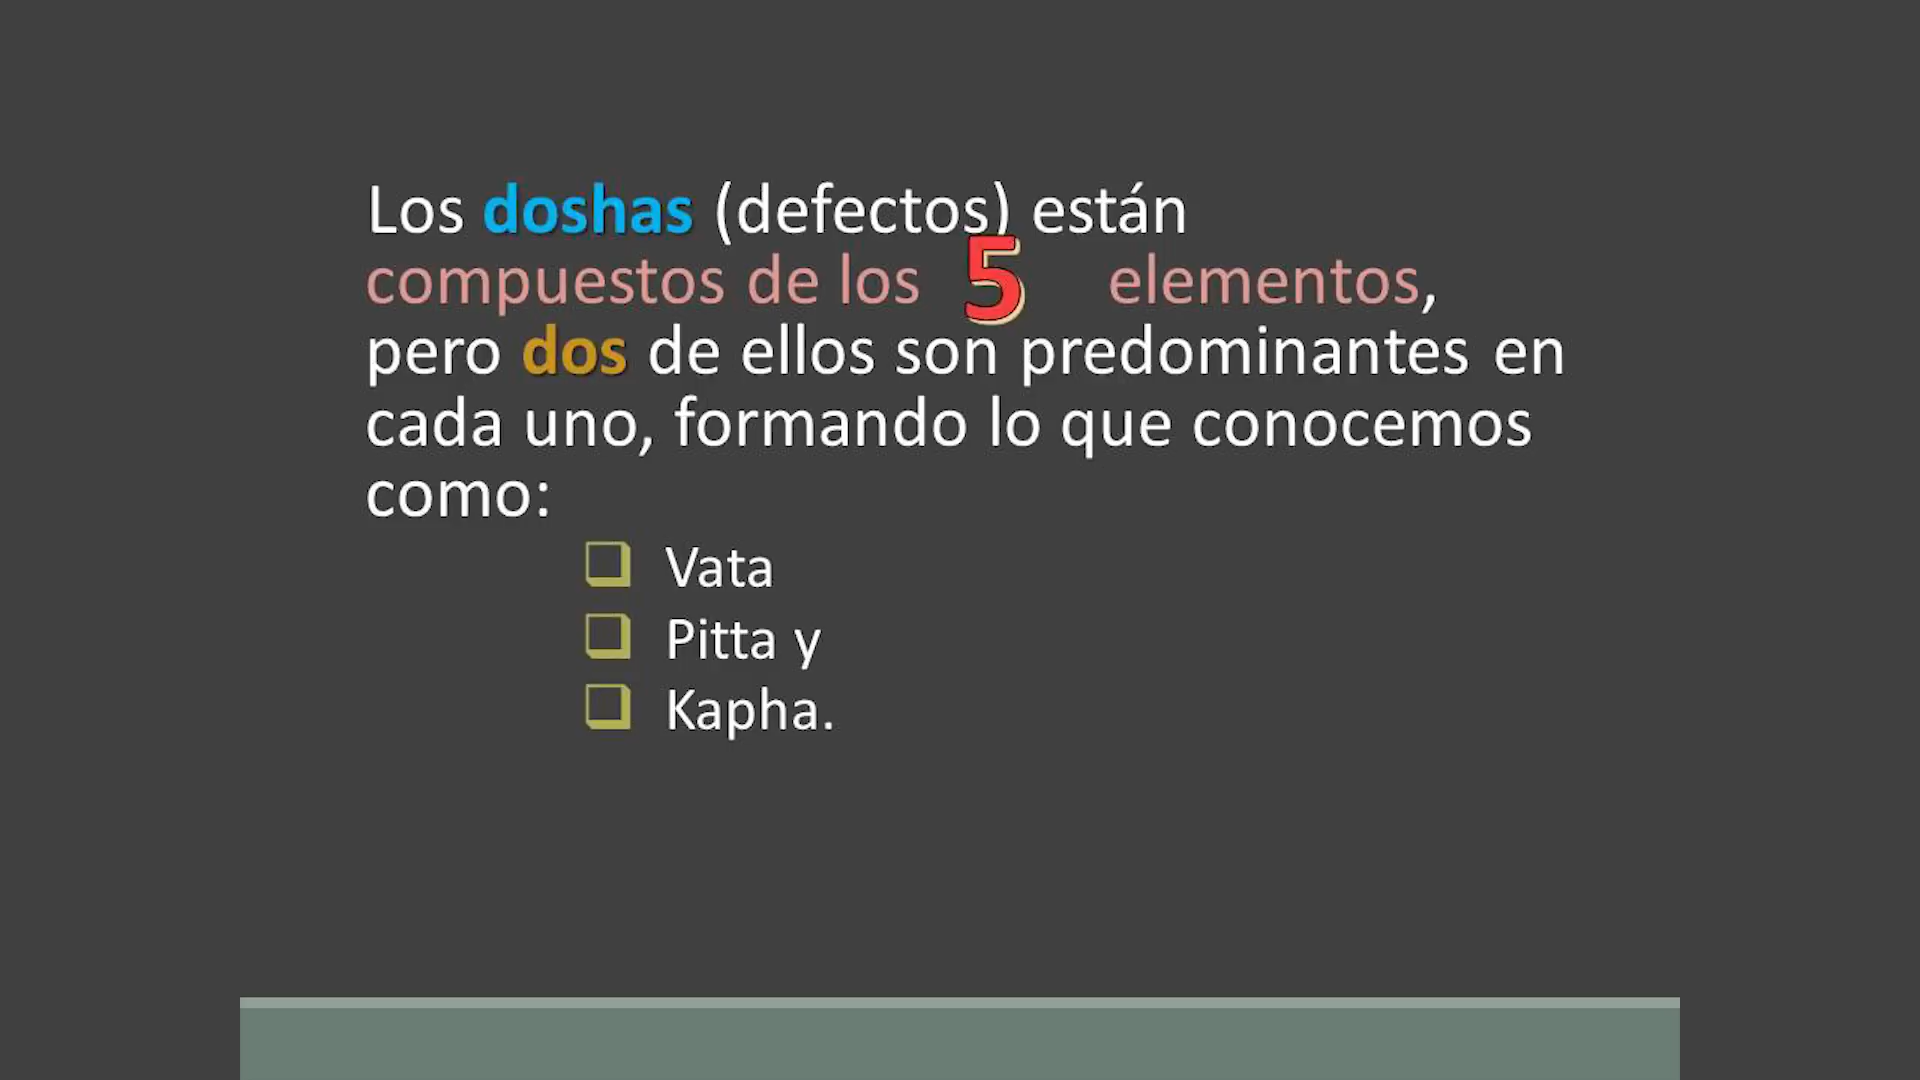 Los doshas (defectos) están
compuestos de los 5 elementos,
pero dos de ellos son predominantes en
cada uno, formando lo que conocemos
como:
Vata
Pitta y
Kapha.